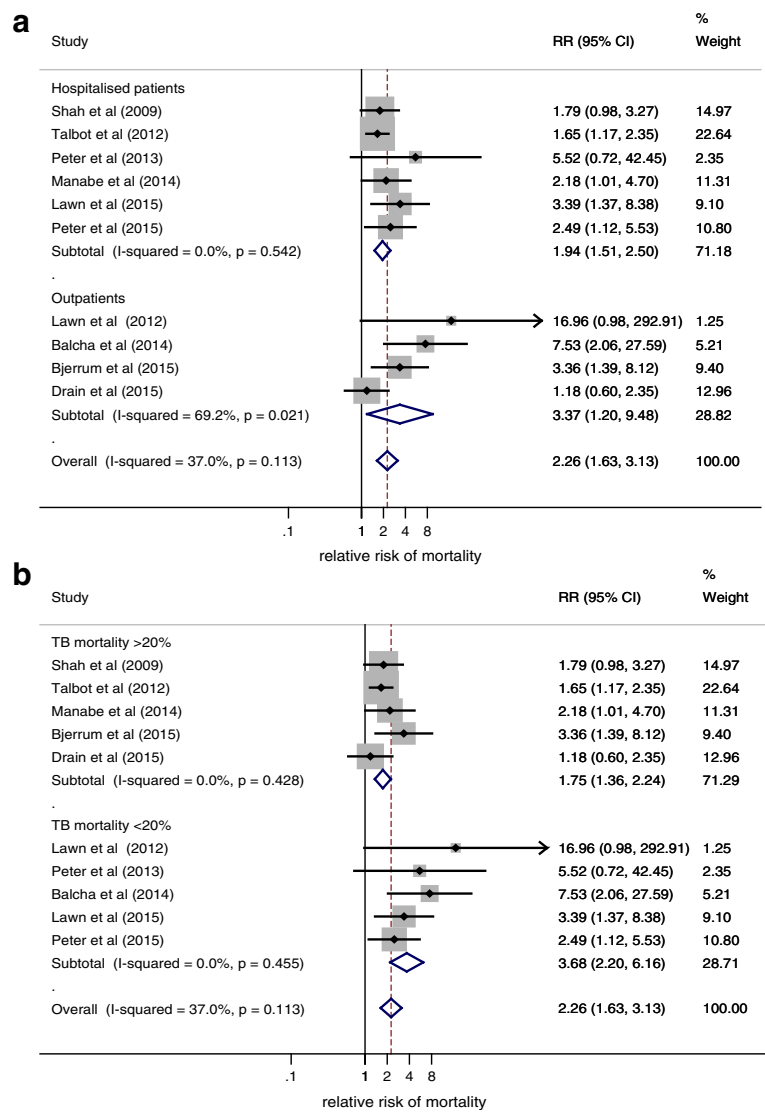 a
%
Study RR (95% CI) Weight
Hospitalised patients
Shah et al (2009) 1.79 (0.98, 3.27) 14.97
Talbot et al (2012) 1.65 (1.17, 2.35) 22.64
Peter et al (2013) 5.52 (0.72, 42.45) 2.35
Manabe et al (2014) 2.18 (1.01, 4.70) 11.31
Lawn et al (2015) 3.39 (1.37, 8.38) 9.10
Peter et al (2015) 2.49 (1.12, 5.53) 10.80
Subtotal (I-squared = 0.0%, p = 0.542) 1.94 (1.51, 2.50) 71.18
.
Outpatients
Lawn et al (2012) 16.96 (0.98, 292.91) 1.25
Balcha et al (2014) 7.53 (2.06, 27.59) 5.21
Bjerrum et al (2015) 3.36 (1.39, 8.12) 9.40
Drain et al (2015) 1.18 (0.60, 2.35) 12.96
Subtotal (I-squared = 69.2%, p = 0.021) 3.37 (1.20, 9.48) 28.82
.
Overall (I-squared = 37.0%, p = 0.113) 2.26 (1.63, 3.13) 100.00
.1 1 2 4 8
relative risk of mortality
b
%
Study RR (95% CI) Weight
TB mortality >20%
Shah et al (2009) 1.79 (0.98, 3.27) 14.97
Talbot et al (2012) 1.65 (1.17, 2.35) 22.64
Manabe et al (2014) 2.18 (1.01, 4.70) 11.31
Bjerrum et al (2015) 3.36 (1.39, 8.12) 9.40
Drain et al (2015) 1.18 (0.60, 2.35) 12.96
Subtotal (I-squared = 0.0%, p = 0.428) 1.75 (1.36, 2.24) 71.29
.
TB mortality <20%
Lawn et al (2012) 16.96 (0.98, 292.91) 1.25
Peter et al (2013) 5.52 (0.72, 42.45) 2.35
Balcha et al (2014) 7.53 (2.06, 27.59) 5.21
Lawn et al (2015) 3.39 (1.37, 8.38) 9.10
Peter et al (2015) 2.49 (1.12, 5.53) 10.80
Subtotal (I-squared = 0.0%, p = 0.455) 3.68 (2.20, 6.16) 28.71
.
Overall (I-squared = 37.0%, p = 0.113) 2.26 (1.63, 3.13) 100.00
.1 1 2 4 8
relative risk of mortality